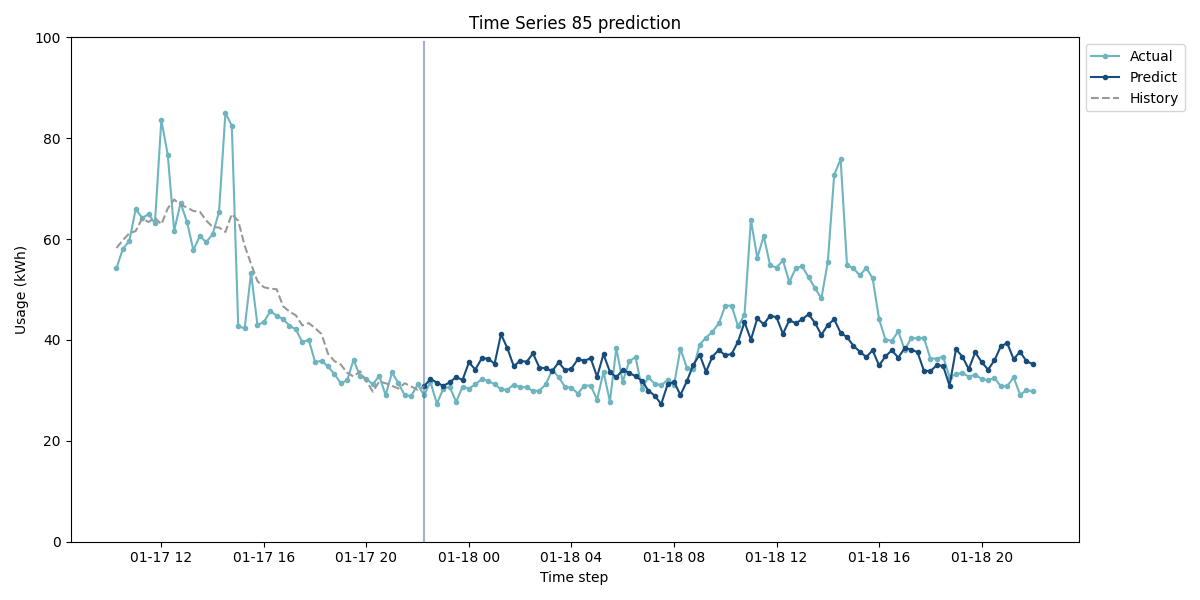 Time Series 85 prediction
Usage (kWh)
100
80
60
40
20
0
01-17 12
01-17 16
01-17 20
01-18 00
01-18 04
01-18 08
01-18 12
01-18 16
01-18 20
Time step
Actual
Predict
History